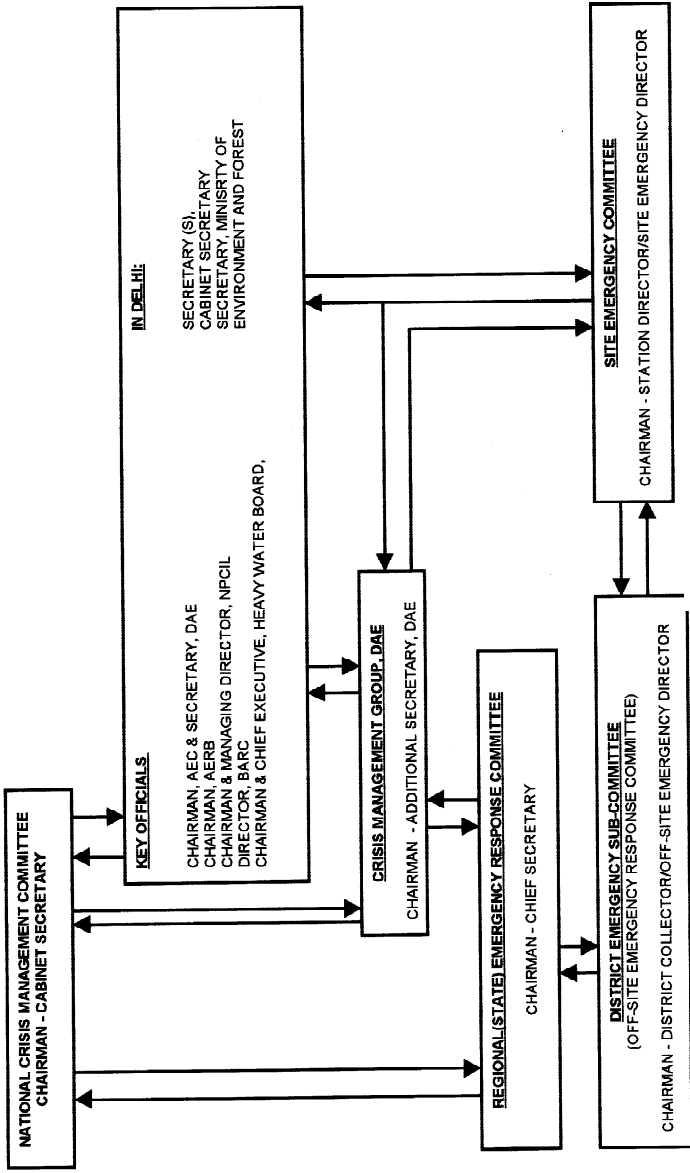 NATIONAL CRISIS MANAGEMENT COMMITTEE
CHAIRMAN - CABINET SECRETARY
KEY OFFICIALS
CHAIRMAN, AEC & SECRETARY, DAE
CHAIRMAN, AERB
CHAIRMAN & MANAGING DIRECTOR, NPCIL
DIRECTOR, BARC
CHAIRMAN & CHIEF EXECUTIVE, HEAVY WATER BOARD,
IN DELHI:
SECRETARY (S),
CABINET SECRETARY
SECRETARY, MINISRTY OF
ENVIRONMENT AND FOREST
CRISIS MANAGEMENT GROUP, DAE
CHAIRMAN - ADDITIONAL SECRETARY, DAE
REGIONAL(STATE) EMERGENCY RESPONSE COMMITTEE
CHAIRMAN - CHIEF SECRETARY
DISTRICT EMERGENCY SUB-COMMITTEE
(OFF-SITE EMERGENCY RESPONSE COMMITTEE)
CHAIRMAN - DISTRICT COLLECTOR/OFF-SITE EMERGENCY DIRECTOR
SITE EMERGENCY COMMITTEE
CHAIRMAN - STATION DIRECTOR/SITE EMERGENCY DIRECTOR